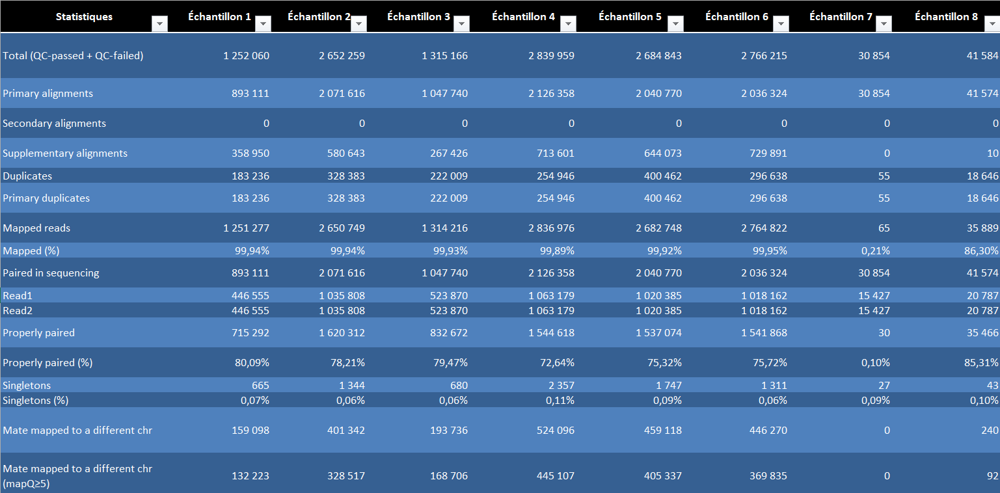 Statistiques Échantillon 1 Échantillon 2 Échantillon 3 Échantillon 4 Échantillon 5 Échantillon 6 Échantillon 7 Échantillon 8
Total (QC-passed + QC-failed) 1 252 060 2 652 259 1 315 166 2 839 959 2 684 843 2 766 215 30 854 41 584
Primary alignments 893 111 2 071 616 1 047 740 2 126 358 2 040 770 2 036 324 30 854 41 574
Secondary alignments 0 0 0 0 0 0 0 0
Supplementary alignments 358 950 580 643 267 426 713 601 644 073 729 891 0 10
Duplicates 183 236 328 383 222 009 254 946 400 462 296 638 55 18 646
Primary duplicates 183 236 328 383 222 009 254 946 400 462 296 638 55 18 646
Mapped reads 1 251 277 2 650 749 1 314 216 2 836 976 2 682 748 2 764 822 65 35 889
Mapped (%) 99,94% 99,94% 99,93% 99,89% 99,92% 99,95% 0,21% 86,30%
Paired in sequencing 893 111 2 071 616 1 047 740 2 126 358 2 040 770 2 036 324 30 854 41 574
Read1 446 555 1 035 808 523 870 1 063 179 1 020 385 1 018 162 15 427 20 787
Read2 446 555 1 035 808 523 870 1 063 179 1 020 385 1 018 162 15 427 20 787
Properly paired 715 292 1 620 312 832 672 1 544 618 1 537 074 1 541 868 30 35 466
Properly paired (%) 80,09% 78,21% 79,47% 72,64% 75,32% 75,72% 0,10% 85,31%
Singletons 665 1 344 680 2 357 1 747 1 311 27 43
Singletons (%) 0,07% 0,06% 0,06% 0,11% 0,09% 0,06% 0,09% 0,10%
Mate mapped to a different chr 159 098 401 342 193 736 524 096 459 118 446 270 0 240
Mate mapped to a different chr
(mapQ≥5) 132 223 328 517 168 706 445 107 405 337 369 835 0 92